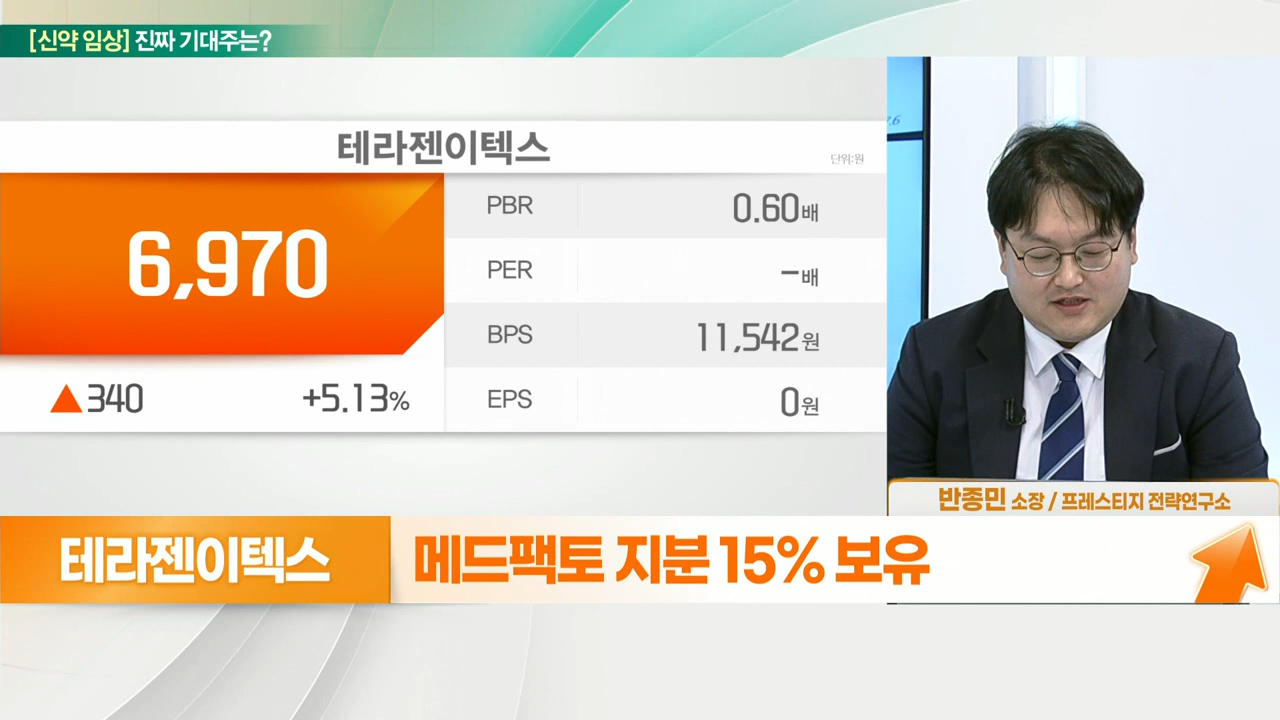 [신약 임상] 진짜 기대주는?
테라젠이텍스
단위:원
6,970
▲340 +5.13%
PBR 0.60배
PER -배
BPS 11,542원
EPS 0원
반종민 소장 / 프레스티지 전략연구소
테라젠이텍스 메드팩토 지분 15% 보유